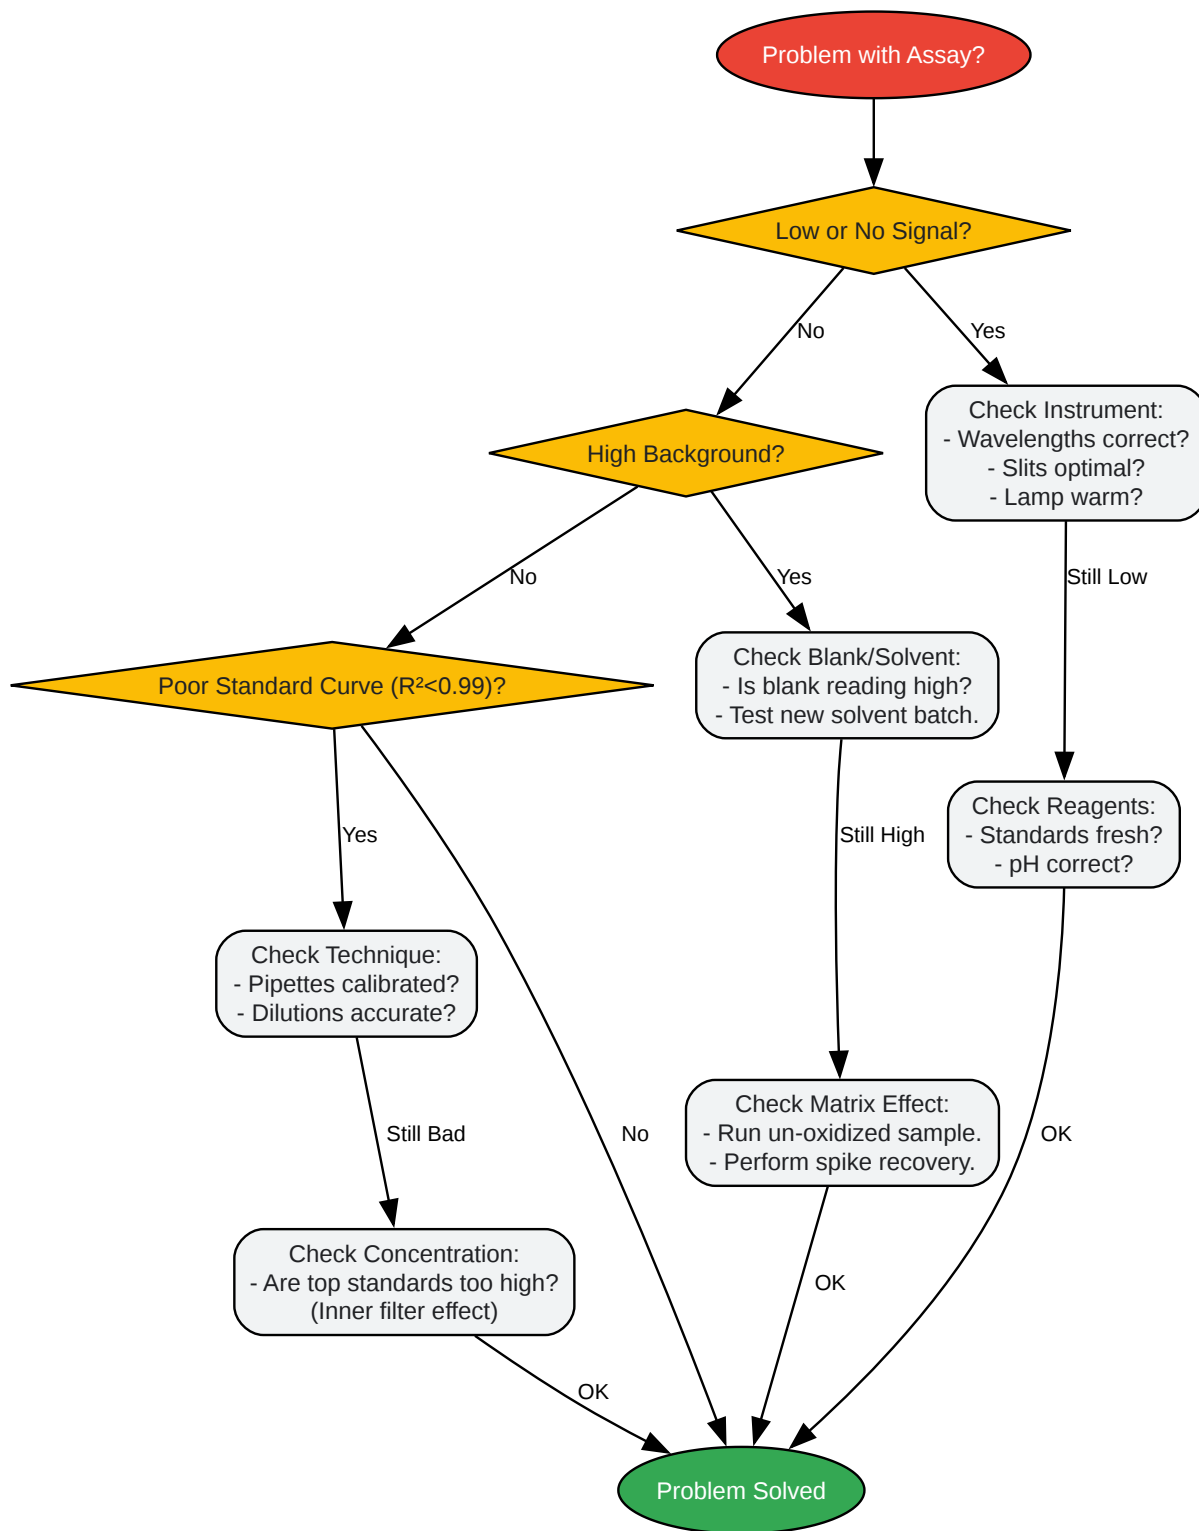 Problem with Assay?
Low or No Signal?
No
Yes
Check Instrument:
- Wavelengths correct?
- Slits optimal?
- Lamp warm?
High Background?
No
Yes
Still Low
Check Blank/Solvent:
- Is blank reading high?
- Test new solvent batch.
Poor Standard Curve (R²<0.99)?
Check Reagents:
- Standards fresh?
- pH correct?
Yes
Still High
Check Technique:
- Pipettes calibrated?
- Dilutions accurate?
Still Bad
No
Check Matrix Effect:
- Run un-oxidized sample.
- Perform spike recovery.
OK
Check Concentration:
- Are top standards too high?
(Inner filter effect)
OK
OK
Problem Solved